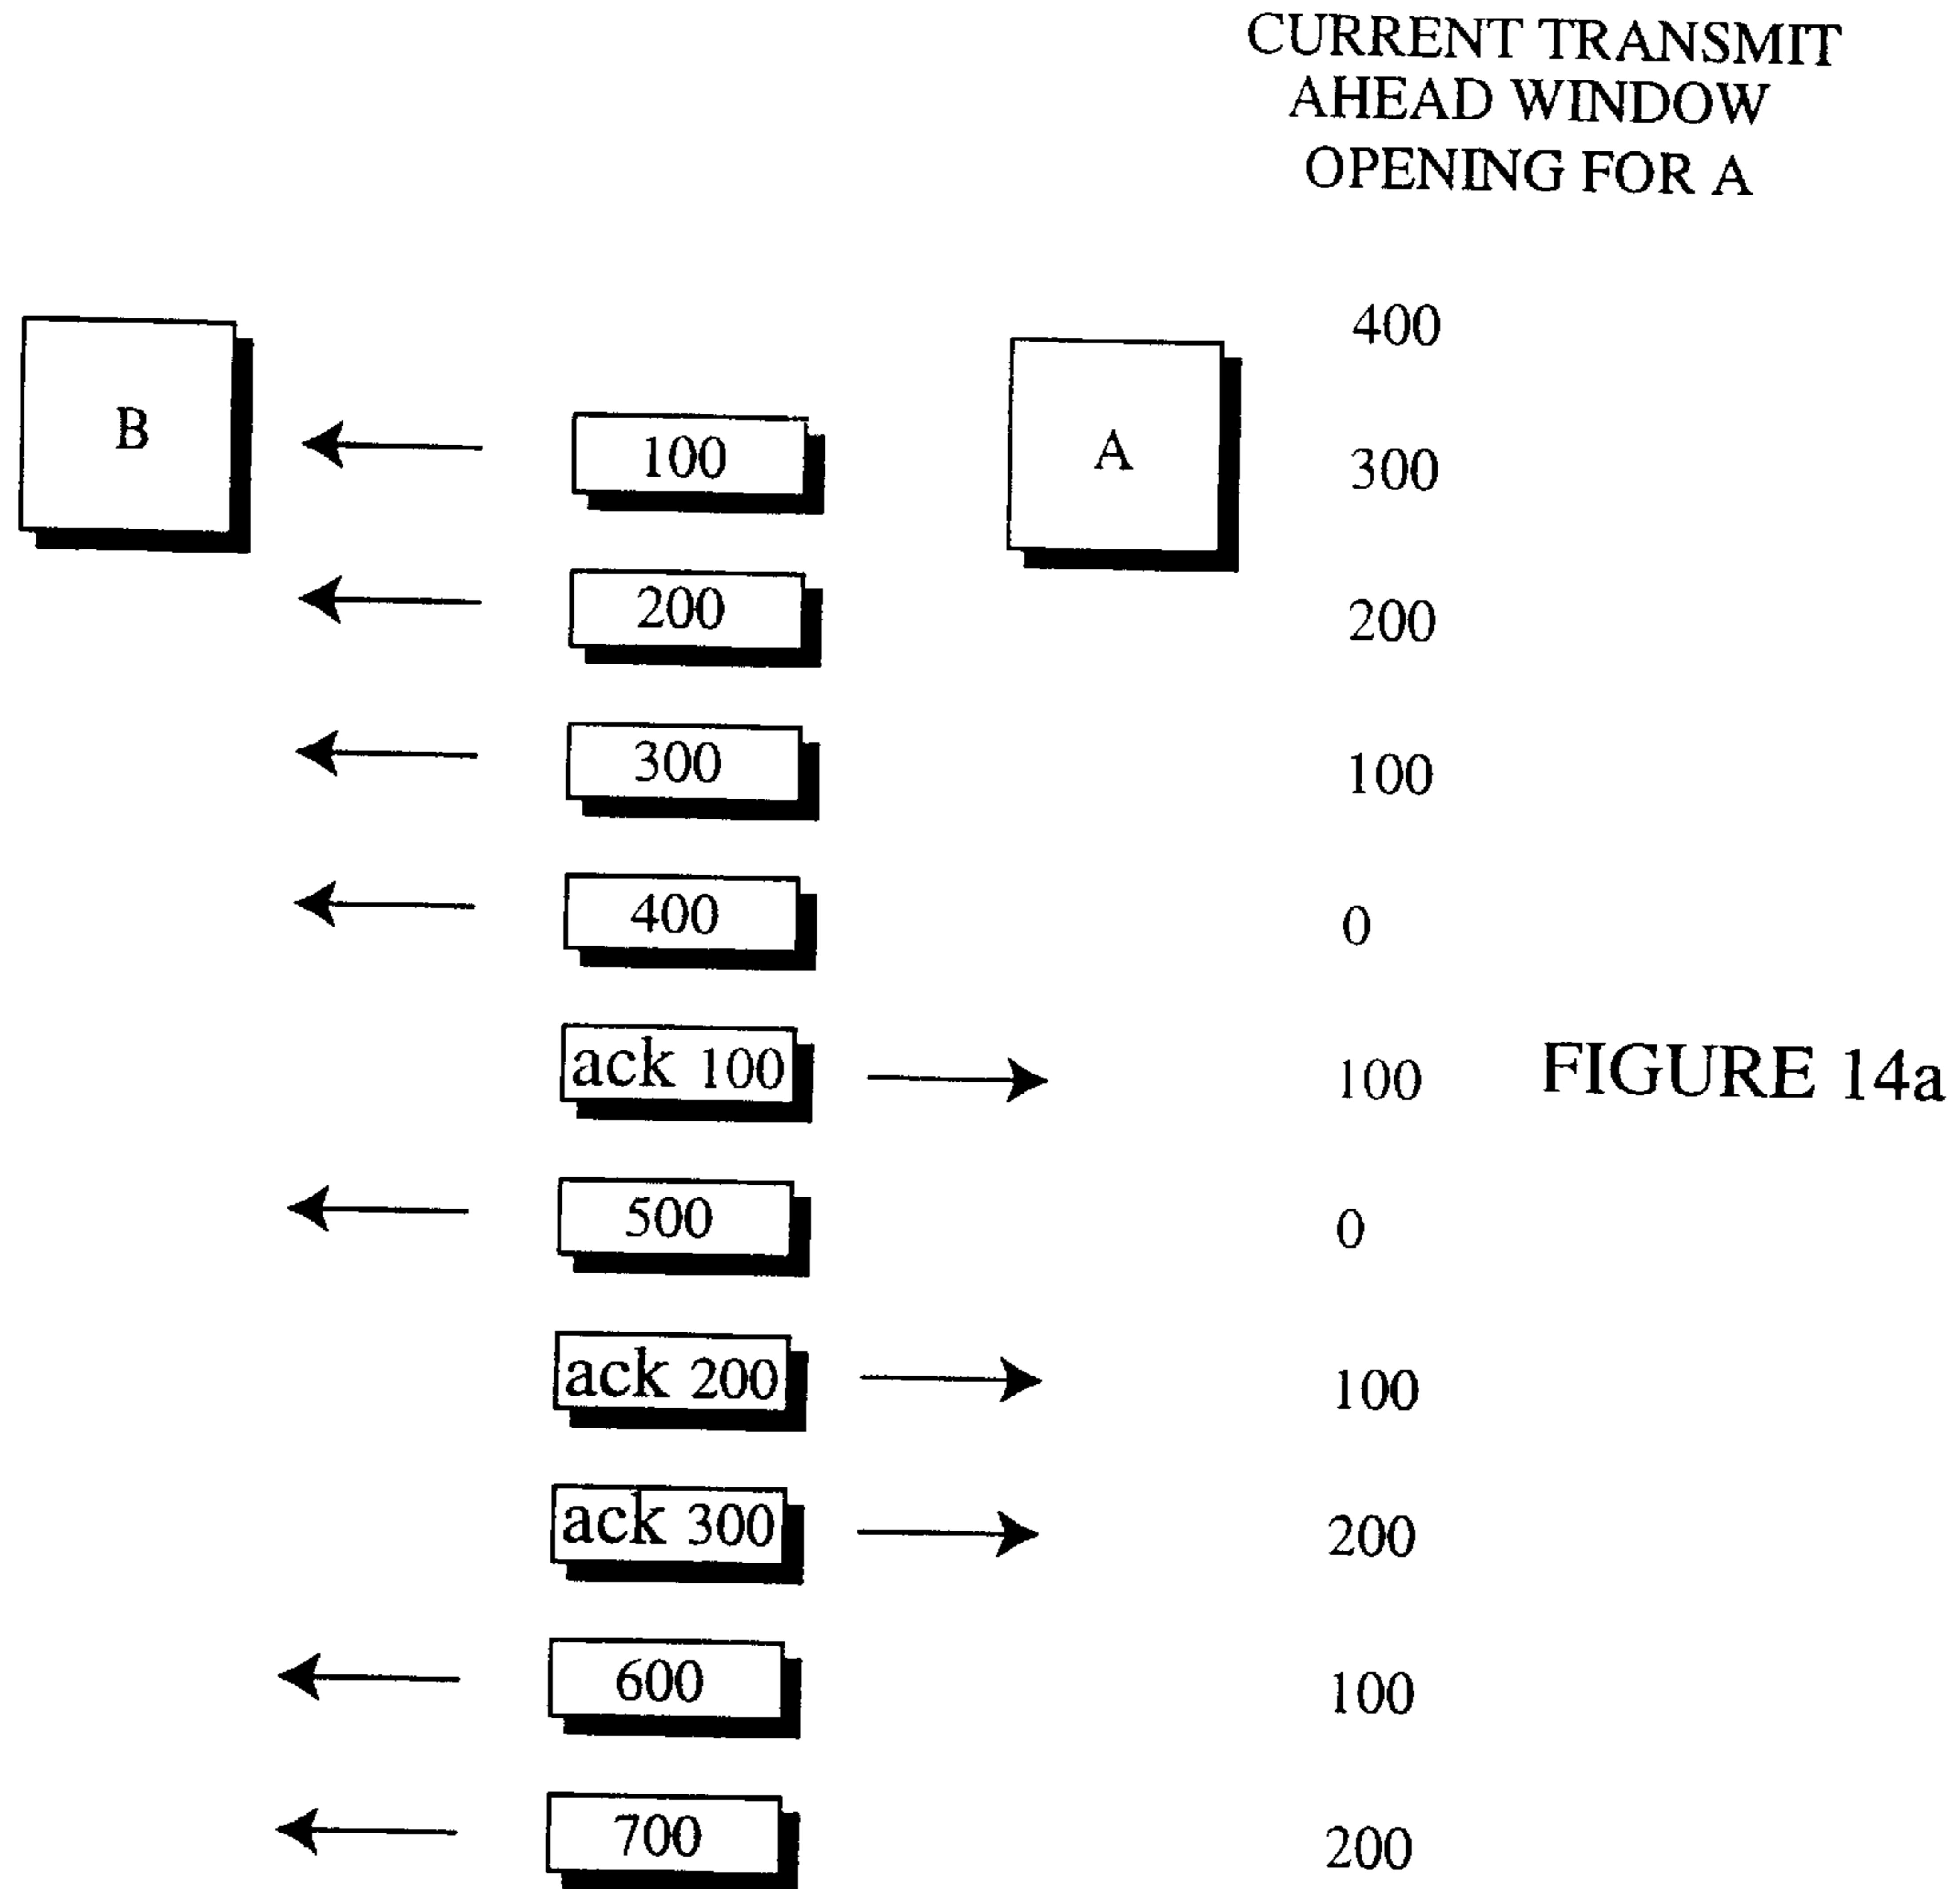 CURRENT TRANSMIT
AHEAD WINDOW
OPENING FOR A
400
B
100
A
300
200
200
300
100
400
0
ack 100
100
FIGURE 14a
500
0
ack 200
100
ack 300
200
600
100
700
200